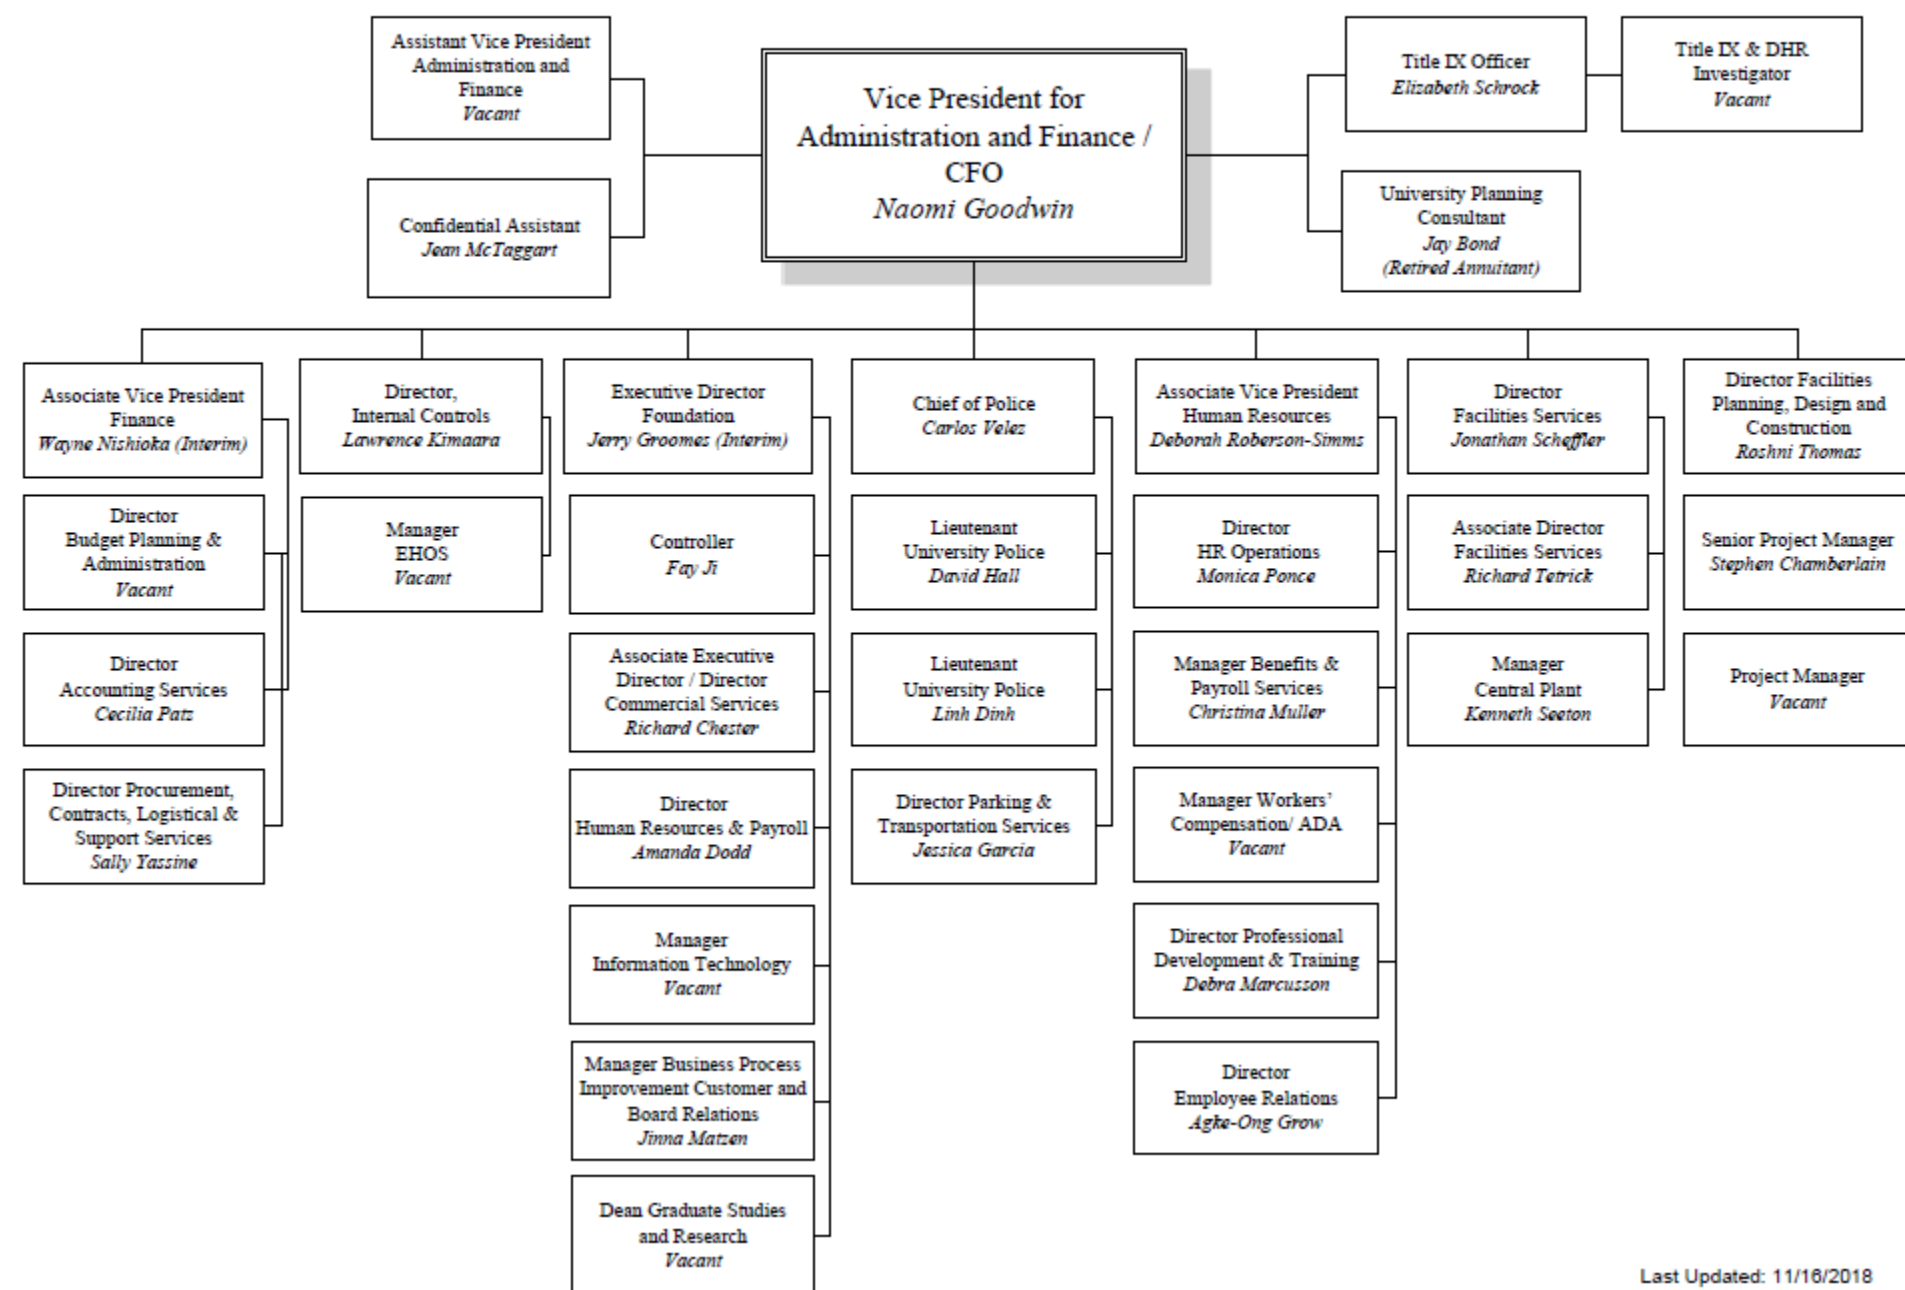 Assistant Vice President
Administration and
Finance
Vacant
Confidential Assistant
Jean McTaggart
Vice President for
Administration and Finance /
CFO
Naomi Goodwin
Title IX Officer
Elizabeth Schrock
Title IX & DHR
Investigator
Vacant
University Planning
Consultant
Jay Bond
(Retired Annuitant)
Associate Vice President
Finance
Wayne Nishioka (Interim)
Director
Budget Planning &
Administration
Vacant
Director
Accounting Services
Cecilia Patz
Director Procurement,
Contracts, Logistical &
Support Services
Sally Yassine
Director,
Internal Controls
Lawrence Kimaara
Manager
EHOS
Vacant
Executive Director
Foundation
Jerry Groomes (Interim)
Controller
Fay Ji
Associate Executive
Director / Director
Commercial Services
Richard Chester
Director
Human Resources & Payroll
Amanda Dodd
Manager
Information Technology
Vacant
Manager Business Process
Improvement Customer and
Board Relations
Jinna Matzen
Dean Graduate Studies
and Research
Vacant
Chief of Police
Carlos Velez
Lieutenant
University Police
David Hall
Lieutenant
University Police
Linh Dinh
Director Parking &
Transportation Services
Jessica Garcia
Associate Vice President
Human Resources
Deborah Roberson-Simms
Director
HR Operations
Monica Ponce
Manager Benefits &
Payroll Services
Christina Muller
Manager Workers'
Compensation/ ADA
Vacant
Director Professional
Development & Training
Debra Marcusson
Director
Employee Relations
Agke-Ong Grow
Director
Facilities Services
Jonathan Scheffler
Associate Director
Facilities Services
Richard Tetrick
Manager
Central Plant
Kenneth Seeton
Director Facilities
Planning, Design and
Construction
Roshni Thomas
Senior Project Manager
Stephen Chamberlain
Project Manager
Vacant
Last Updated: 11/16/2018